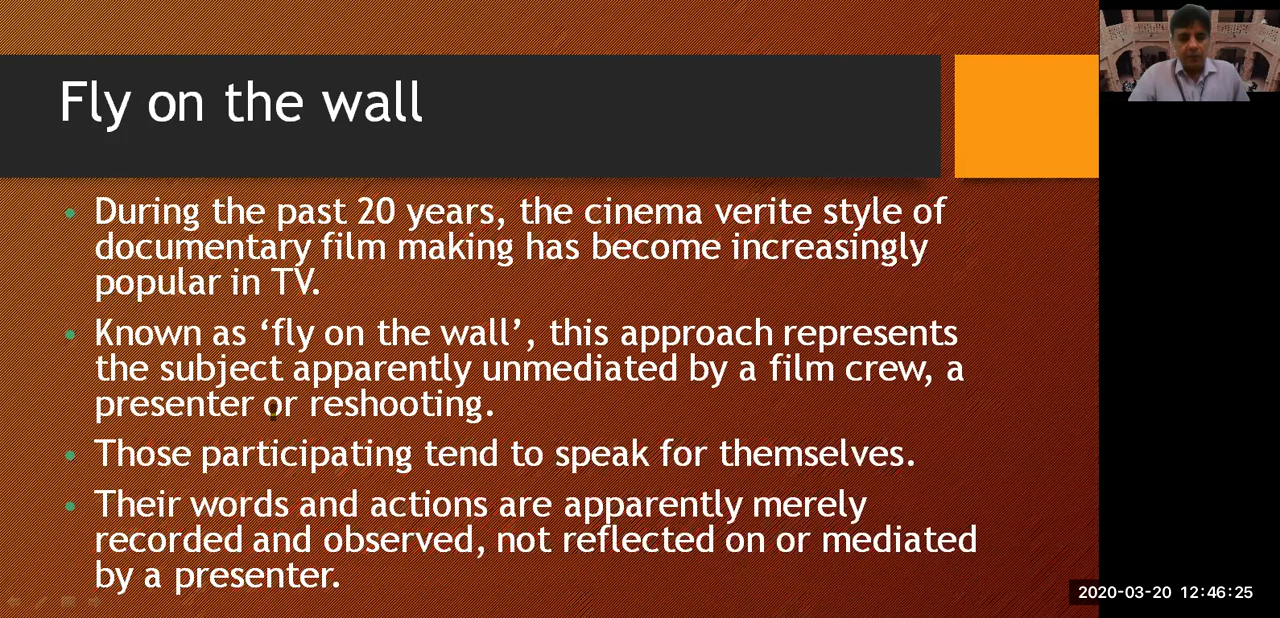 Fly on the wall
• During the past 20 years, the cinema verite style of
documentary film making has become increasingly
popular in TV.
• Known as ‘fly on the wall’, this approach represents
the subject apparently unmediated by a film crew, a
presenter or reshooting.
• Those participating tend to speak for themselves.
• Their words and actions are apparently merely
recorded and observed, not reflected on or mediated
by a presenter.
2020-03-20 12:46:25